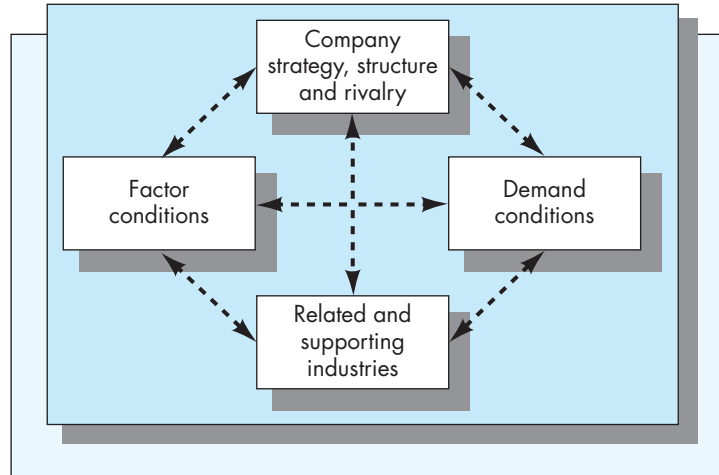 Company
strategy, structure
and rivalry
Factor
conditions
Demand
conditions
Related and
supporting
industries